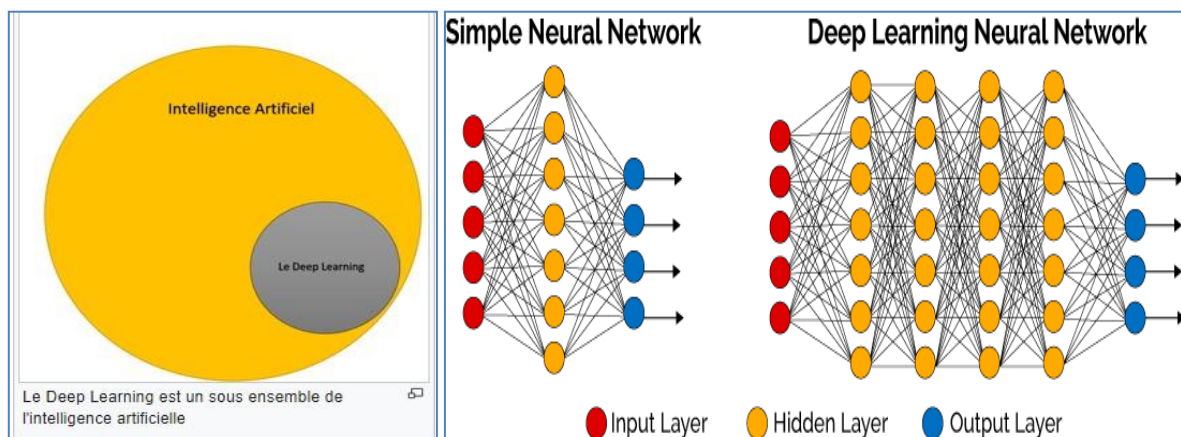 Intelligence Artificiel
Le Deep Learning
Le Deep Learning est un sous ensemble de
l'intelligence artificielle
Simple Neural Network
Deep Learning Neural Network
Input Layer
Hidden Layer
Output Layer